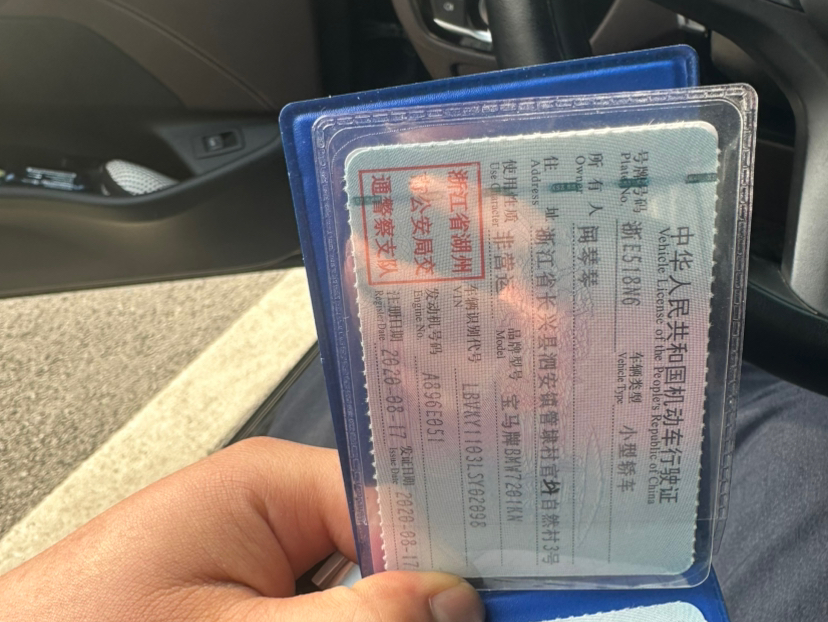 中华人民共和国机动车行驶证
Vehicle License of the People's Republic of China
号牌号码 浙E518N6 车辆类型 小型轿车
Plate No. Vehicle Type
所有人 闵琴琴
Owner
住址 浙江省长兴县泗安镇管埭村官圲自然村3号
Address
使用性质 非营运 品牌型号 宝马牌BMW7201KN
Use Character Model
浙江省湖州
市公安局交
通警察支队
车辆识别代号 LBVKY1103LSY02098
VIN
发动机号码 A896E051
Engine No.
注册日期 2020-08-17 发证日期 2020-08-17
Register Date Issue Date